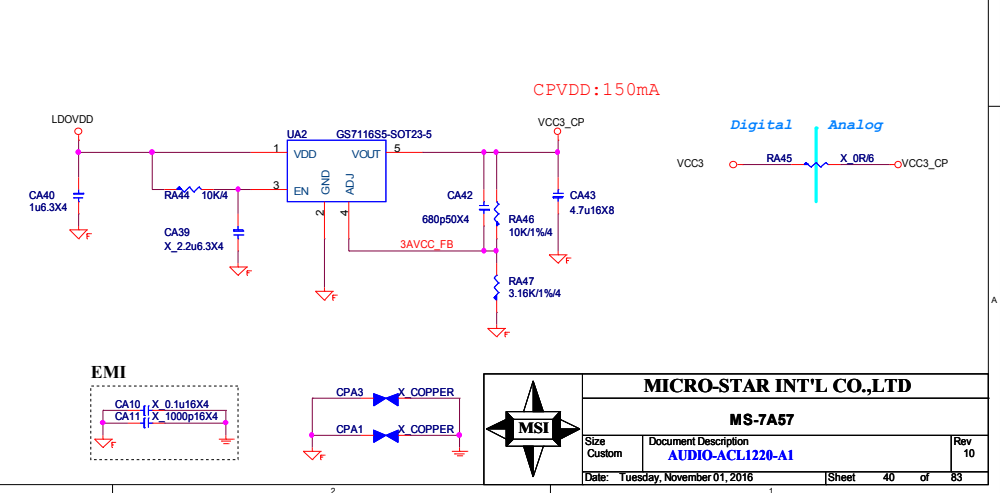 CPVDD:150mA
LDOVDD
UA2 GS7116S5-SOT23-5
VCC3_CP
Digital Analog
1 VDD VOUT 5
VCC3 RA45 X_0R/6 VCC3_CP
3 EN GND ADJ
CA40
1u6.3X4
RA44 10K/4
CA42
680p50X4
CA43
4.7u16X8
2 4
RA46
10K/1%/4
CA39
X_2.2u6.3X4
3AVCC_FB
F
F
F
F
F
RA47
3.16K/1%/4
A
EMI
CA10 X_0.1u16X4
CA11 X_1000p16X4
F
CPA3 X_COPPER
CPA1 X_COPPER
F
MSI
MICRO-STAR INT'L CO.,LTD
MS-7A57
Size
Custom
Document Description
AUDIO-ACL1220-A1
Rev
10
Date: Tuesday, November 01, 2016 Sheet 40 of 83
2 1